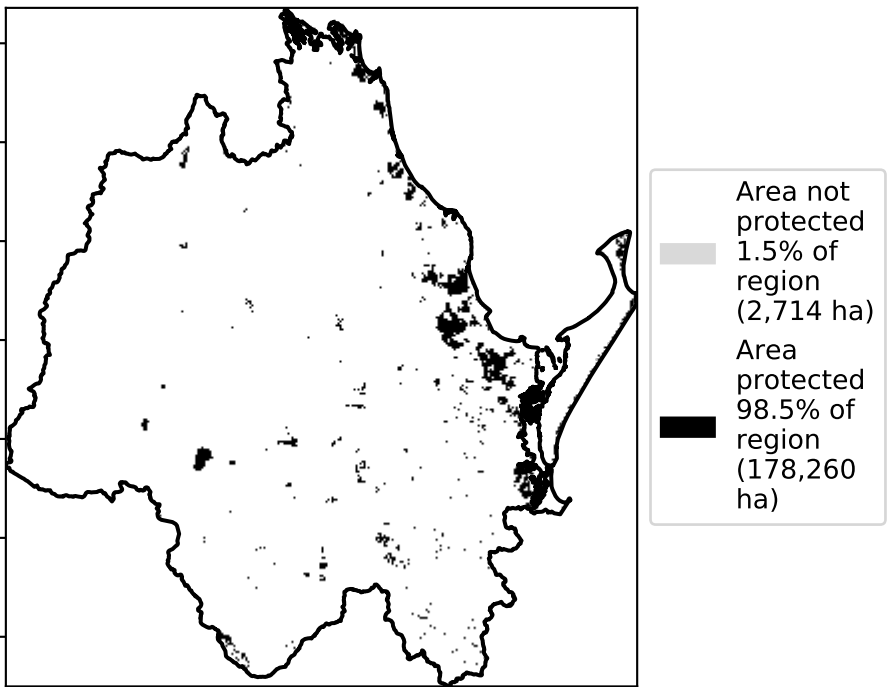 Area not
protected
1.5% of
region
(2,714 ha)
Area
protected
98.5% of
region
(178,260
ha)